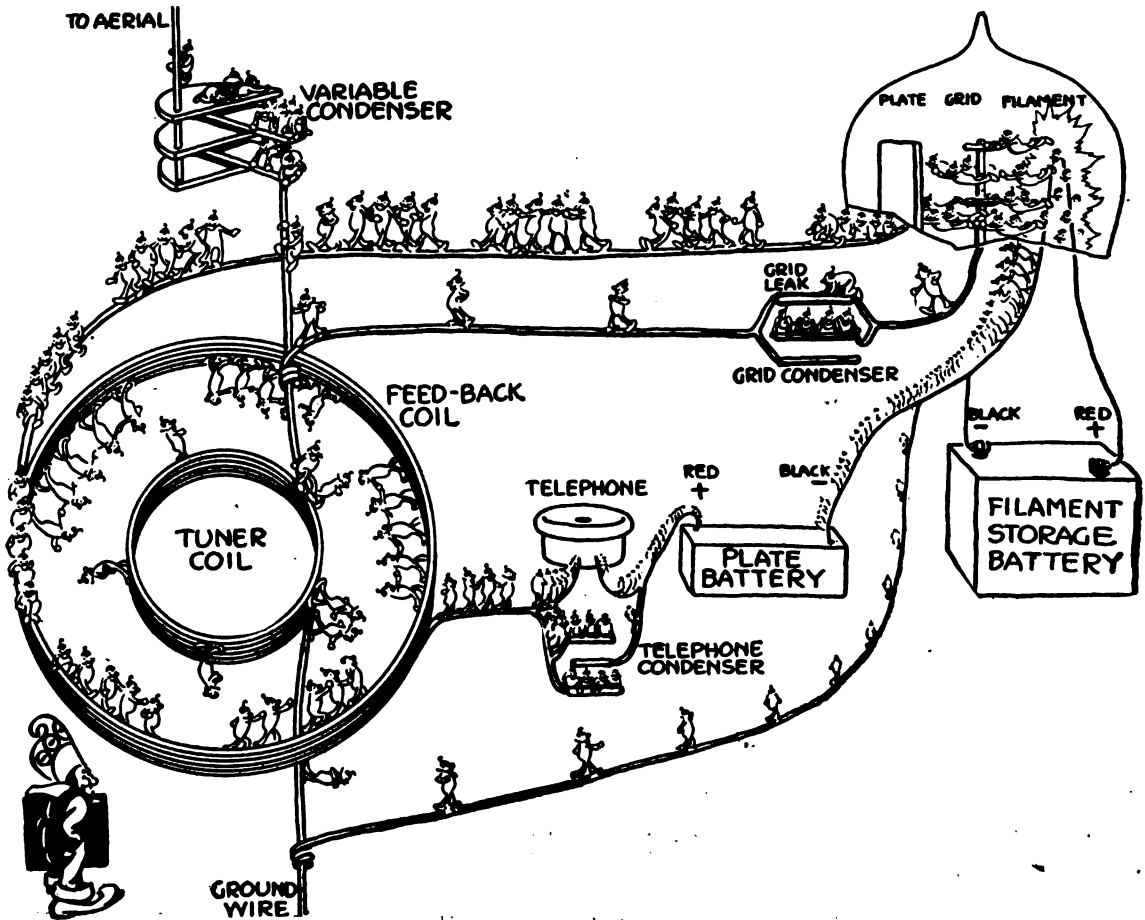 TO AERIAL
VARIABLE
CONDENSER
PLATE GRID FILAMENT
GRID
LEAK
GRID CONDENSER
FEED-BACK
COIL
BLACK
-
RED
+
TELEPHONE
RED
+
BLACK
-
FILAMENT
STORAGE
BATTERY
TUNER
COIL
PLATE
BATTERY
TELEPHONE
CONDENSER
GROUND
WIRE